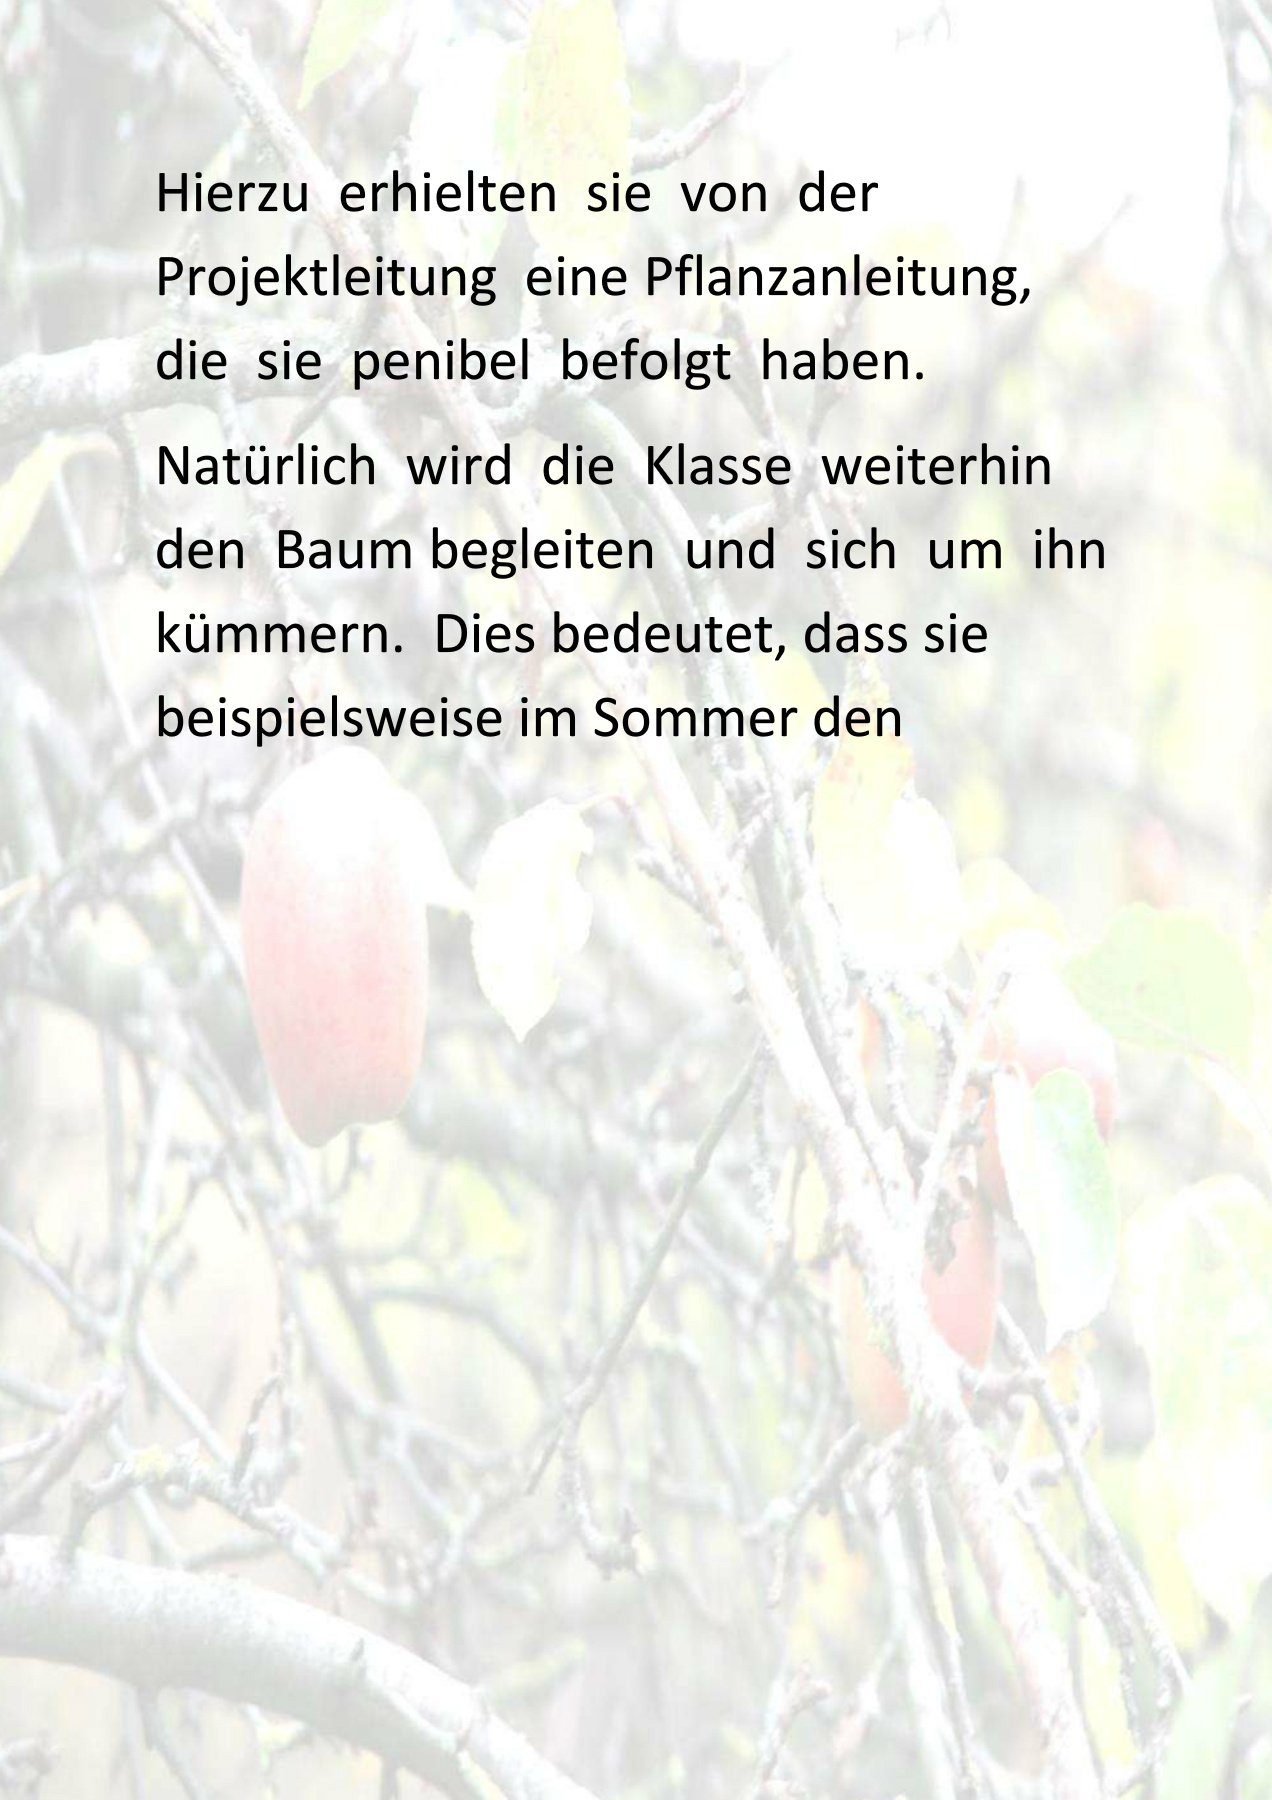 Hierzu erhielten sie von der
Projektleitung eine Pflanzanleitung,
die sie penibel befolgt haben.
Natürlich wird die Klasse weiterhin
den Baum begleiten und sich um ihn
kümmern. Dies bedeutet, dass sie
beispielsweise im Sommer den